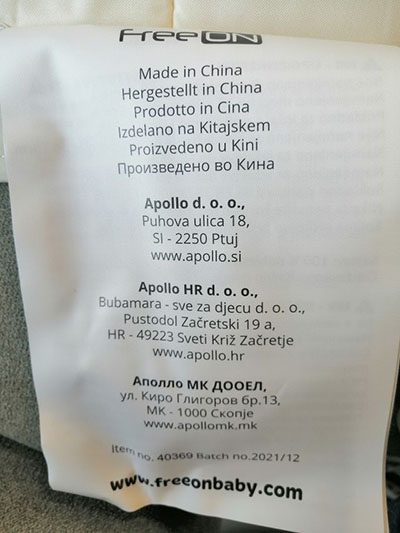 FreeON
Made in China
Hergestellt in China
Prodotto in Cina
Izdelano na Kitajskem
Proizvedeno u Kini
Произведено во Кина
Apollo d. o. o.,
Puhova ulica 18,
SI - 2250 Ptuj
www.apollo.si
Apollo HR d. o. o.,
Bubamara - sve za djecu d. o. o.,
Pustodol Začretski 19 a,
HR - 49223 Sveti Križ Začretje
www.apollo.hr
Аполло МК ДООЕЛ,
ул. Киро Глигоров бр.13,
МК - 1000 Скопје
www.apollomk.mk
Item no. 40369 Batch no.2021/12
www.freeonbaby.com